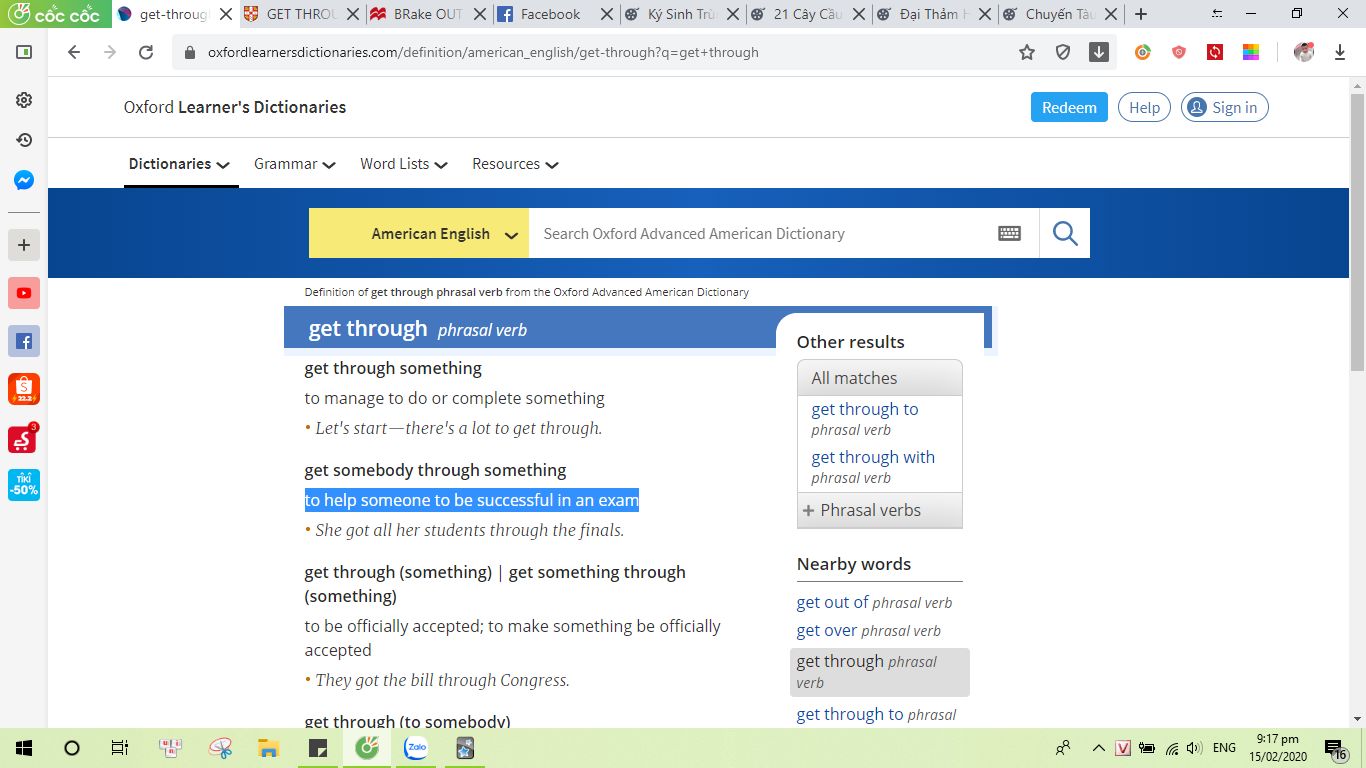 cốc cốc
get-throug
GET THROU
BRake OUT
Facebook
Ký Sinh Trù
21 Cây Cầu
Đại Thảm H
Chuyến Tàu
oxfordlearnersdictionaries.com/definition/american_english/get-through?q=get+through
Oxford Learner's Dictionaries
Redeem
Help
Sign in
Dictionaries
Grammar
Word Lists
Resources
American English
Search Oxford Advanced American Dictionary
Definition of get through phrasal verb from the Oxford Advanced American Dictionary
get through phrasal verb
get through something
to manage to do or complete something
• Let's start—there's a lot to get through.
get somebody through something
to help someone to be successful in an exam
• She got all her students through the finals.
get through (something) | get something through
(something)
to be officially accepted; to make something be officially
accepted
• They got the bill through Congress.
get through (to somebody)
Other results
All matches
get through to
phrasal verb
get through with
phrasal verb
+ Phrasal verbs
Nearby words
get out of phrasal verb
get over phrasal verb
get through phrasal
verb
get through to phrasal
22.2
3
TIKI
-50%
Zalo
V
ENG
9:17 pm
15/02/2020
16